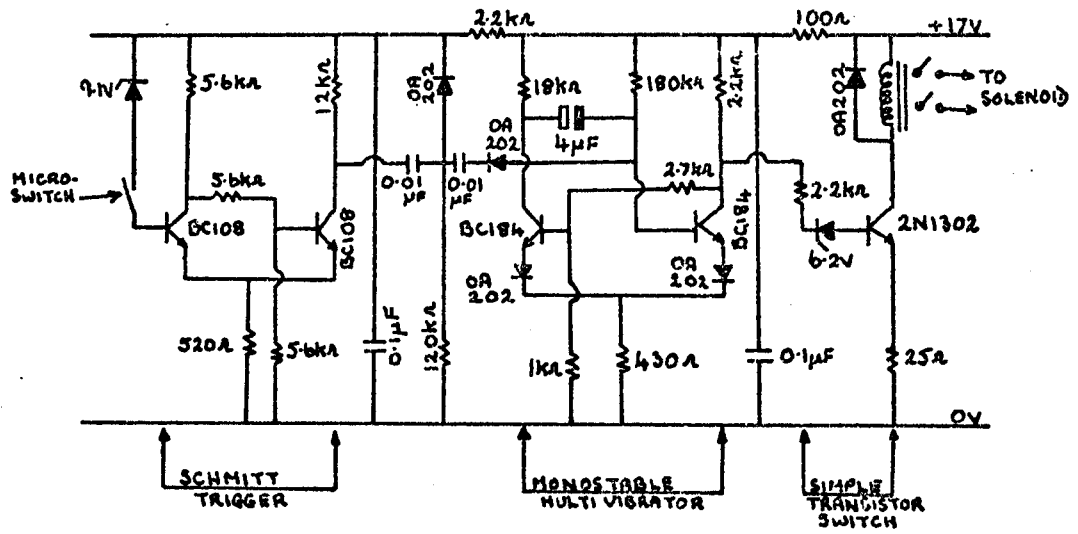 2.2kΩ
100Ω
+17V
9.1V
5.6kΩ
12kΩ
OA
202
18kΩ
180kΩ
2.2kΩ
OA202
TO
SOLENOID
4µF
OA
202
MICRO-
SWITCH
5.6kΩ
0.01
µF
0.01
µF
2.7kΩ
2.2kΩ
BC108
BC108
BC184
BC184
2N1302
6.2V
OA
202
OA
202
520Ω
5.6kΩ
0.1µF
120kΩ
1kΩ
430Ω
0.1µF
25Ω
0V
SCHMITT
TRIGGER
MONOSTABLE
MULTI VIBRATOR
SIMPLE
TRANSISTOR
SWITCH